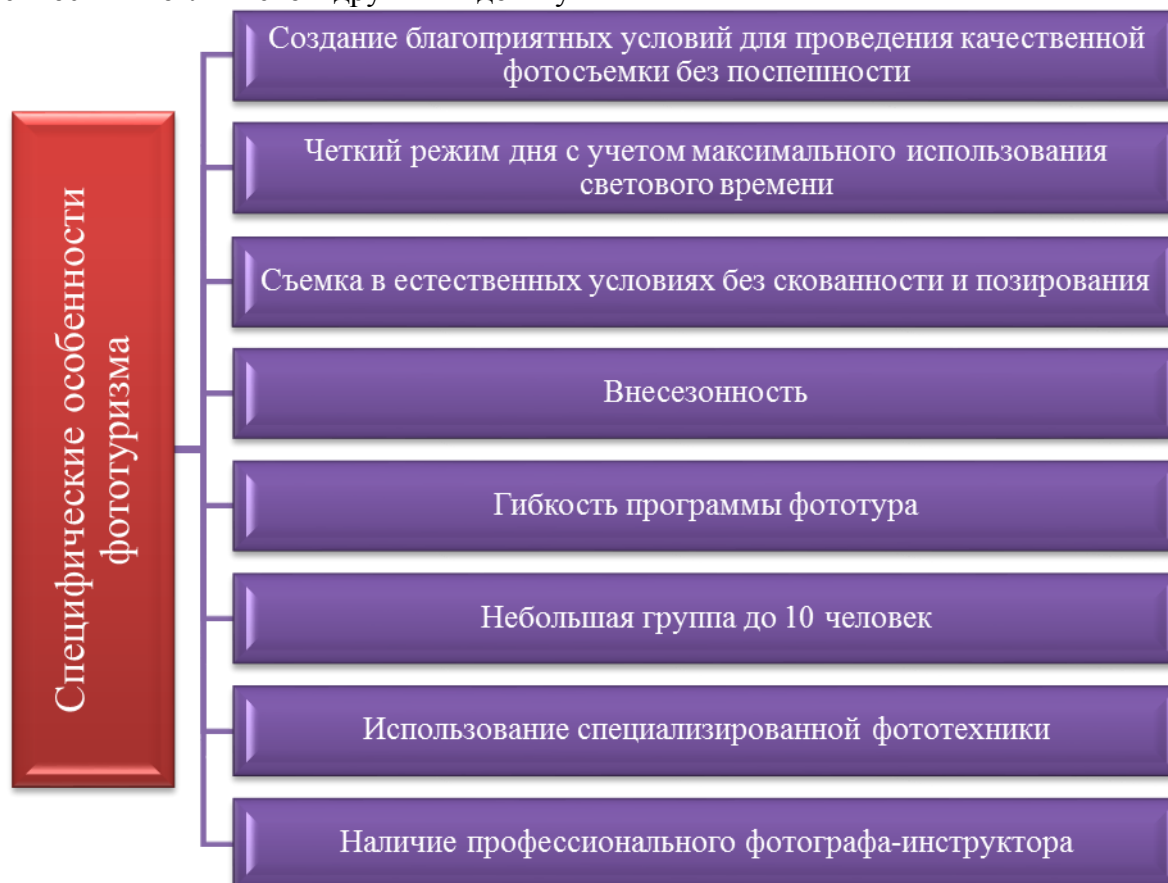 Специфические особенности
фототуризма
Создание благоприятных условий для проведения качественной
фотосъемки без поспешности
Четкий режим дня с учетом максимального использования
светового времени
Съемка в естественных условиях без скованности и позирования
Внесезонность
Гибкость программы фототура
Небольшая группа до 10 человек
Использование специализированной фототехники
Наличие профессионального фотографа-инструктора